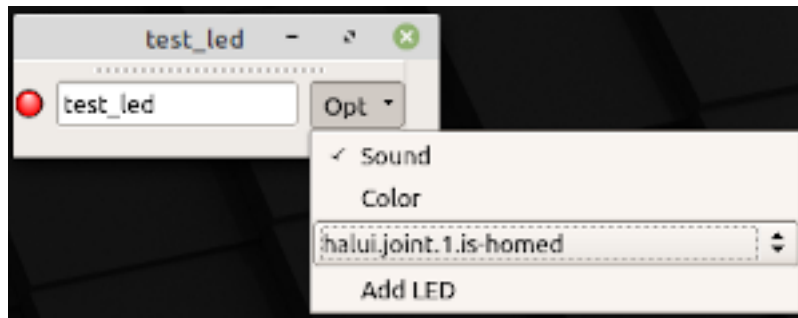 test_led
test_led Opt
Sound
Color
halui.joint.1.is-homed
Add LED